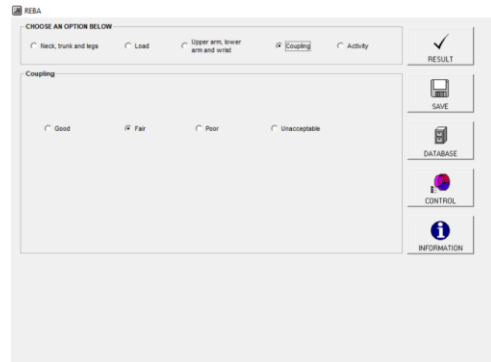 REBA
CHOOSE AN OPTION BELOW
Neck, trunk and legs
Load
Upper arm, lower
arm and wrist
Coupling
Activity
RESULT
Coupling
SAVE
Good
Fair
Poor
Unacceptable
DATABASE
CONTROL
INFORMATION